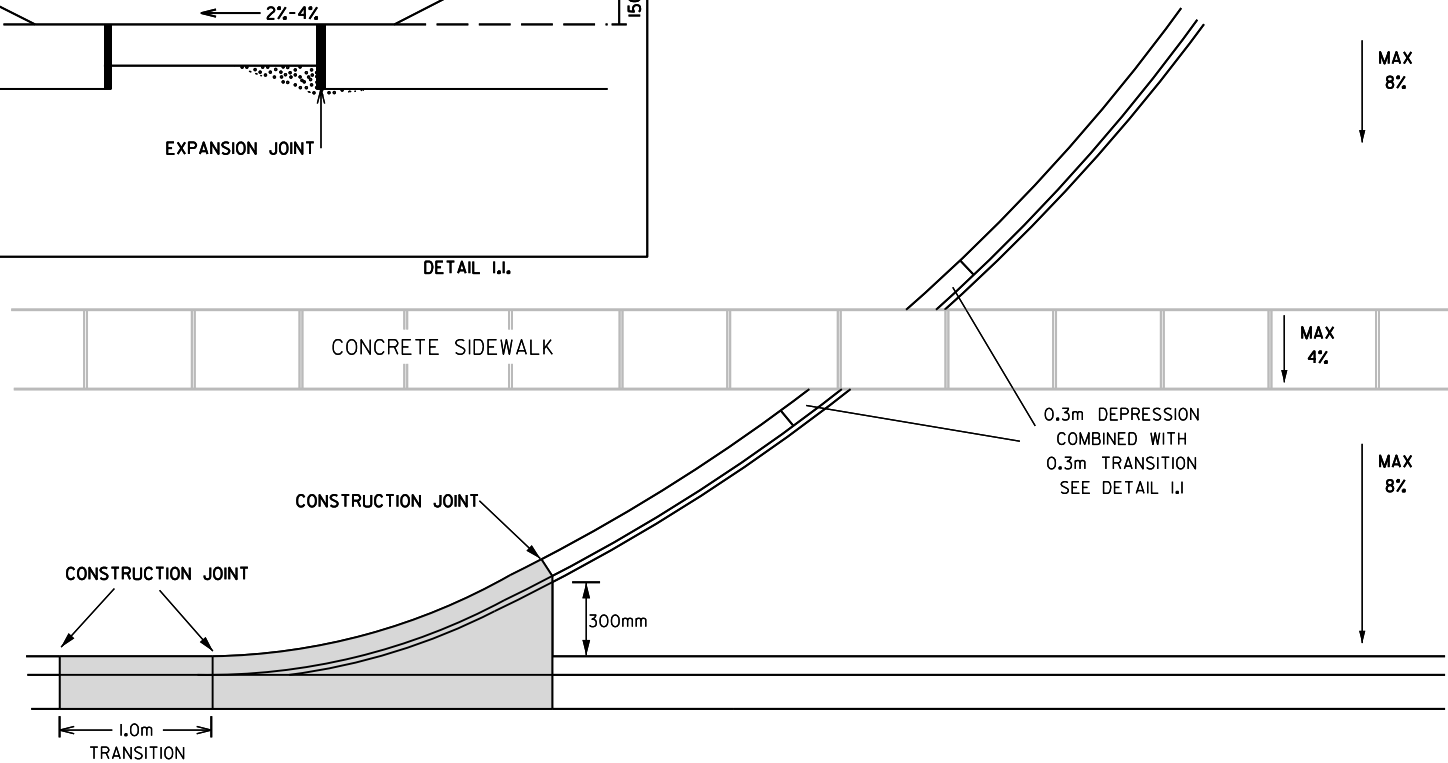 2%-4%
EXPANSION JOINT
DETAIL 1.1.
MAX
8%
CONCRETE SIDEWALK
MAX
4%
0.3m DEPRESSION
COMBINED WITH
0.3m TRANSITION
SEE DETAIL 1.1
MAX
8%
CONSTRUCTION JOINT
CONSTRUCTION JOINT
300mm
1.0m
TRANSITION